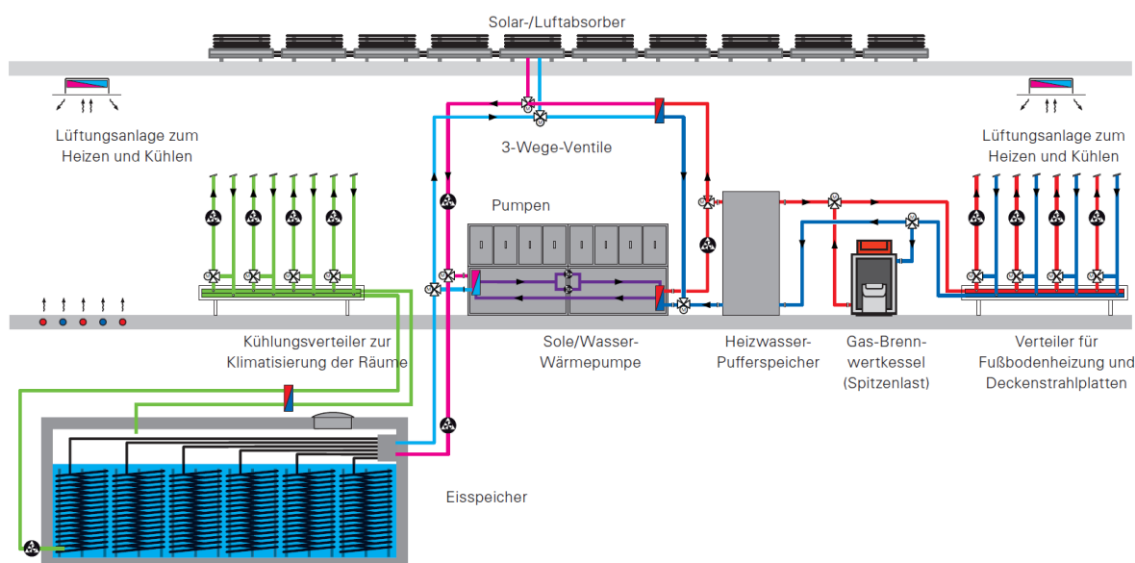 Solar-/Luftabsorber
Lüftungsanlage zum
Heizen und Kühlen
3-Wege-Ventile
Lüftungsanlage zum
Heizen und Kühlen
Pumpen
Kühlungsverteiler zur
Klimatisierung der Räume
Sole/Wasser-
Wärmepumpe
Heizwasser-
Pufferspeicher
Gas-Brenn-
wertkessel
(Spitzenlast)
Verteiler für
Fußbodenheizung und
Deckenstrahlplatten
Eisspeicher